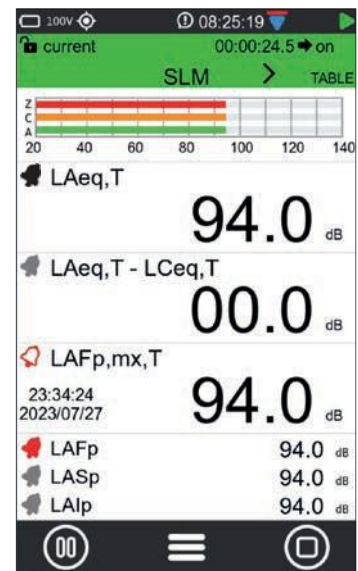 100V 08:25:19
current 00:00:24.5 → on
SLM > TABLE
Z
C
A
20 40 60 80 100 120 140
LAeq,T
94.0 dB
LAeq,T - LCeq,T
00.0 dB
LAFp,mx,T
23:34:24
2023/07/27
94.0 dB
LAFp 94.0 dB
LASp 94.0 dB
LAIp 94.0 dB